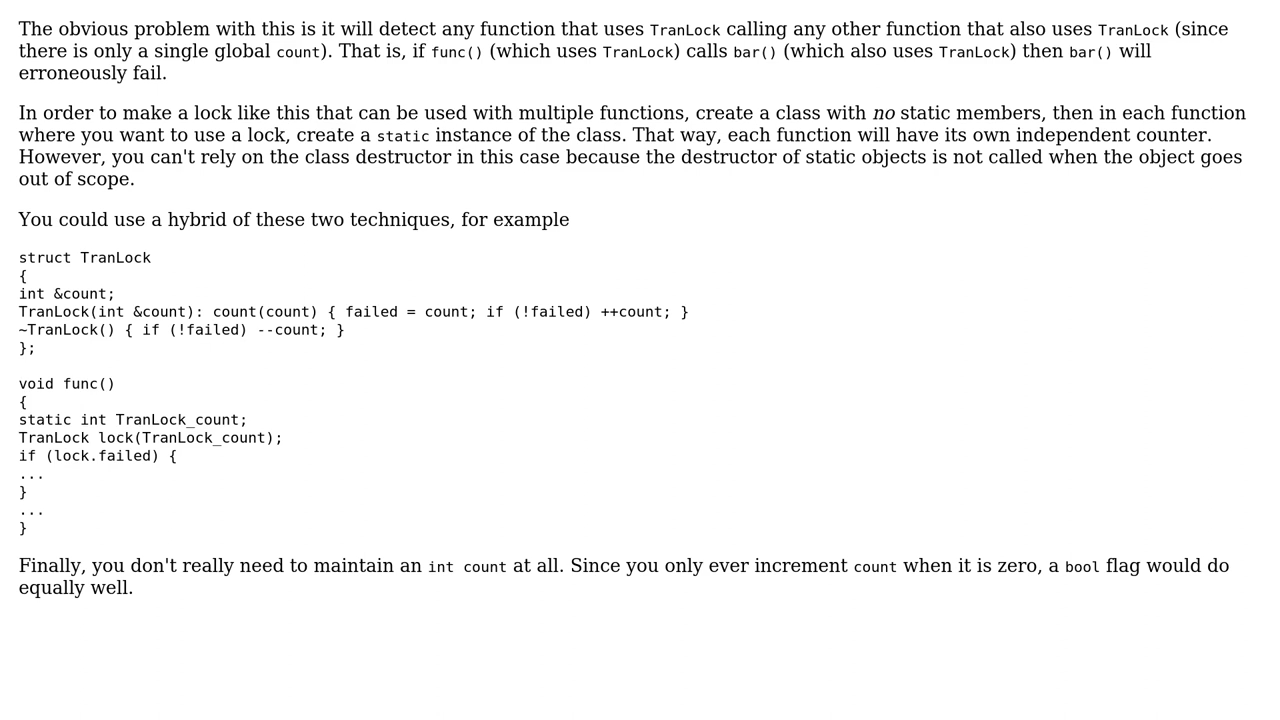 The obvious problem with this is it will detect any function that uses TranLock calling any other function that also uses TranLock (since
there is only a single global count). That is, if func() (which uses TranLock) calls bar() (which also uses TranLock) then bar() will
erroneously fail.
In order to make a lock like this that can be used with multiple functions, create a class with no static members, then in each function
where you want to use a lock, create a static instance of the class. That way, each function will have its own independent counter.
However, you can't rely on the class destructor in this case because the destructor of static objects is not called when the object goes
out of scope.
You could use a hybrid of these two techniques, for example
struct TranLock
{
int &count;
TranLock(int &count): count(count) { failed = count; if (!failed) ++count; }
~TranLock() { if (!failed) --count; }
};
void func()
{
static int TranLock_count;
TranLock lock(TranLock_count);
if (lock.failed) {
...
}
...
}
Finally, you don't really need to maintain an int count at all. Since you only ever increment count when it is zero, a bool flag would do
equally well.